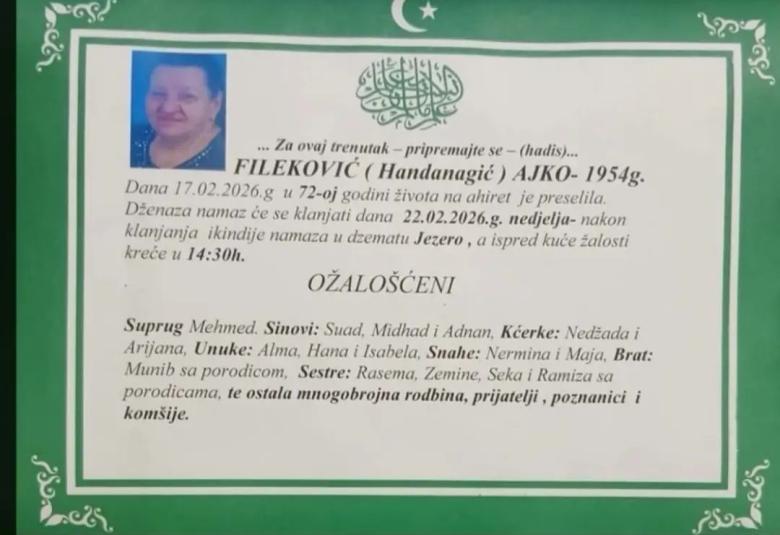 ... Za ovaj trenutak – pripremajte se – (hadis)...
FILEKOVIĆ ( Handanagić ) AJKO- 1954g.
Dana 17.02.2026.g u 72-oj godini života na ahiret je preselila.
Dženaza namaz će se klanjati dana 22.02.2026.g. nedjelja- nakon
klanjanja ikindije namaza u dzematu Jezero , a ispred kuće žalosti
kreće u 14:30h.
OŽALOŠĆENI
Suprug Mehmed. Sinovi: Suad, Midhad i Adnan, Kćerke: Nedžada i
Arijana, Unuke: Alma, Hana i Isabela, Snahe: Nermina i Maja, Brat:
Munib sa porodicom, Sestre: Rasema, Zemine, Seka i Ramiza sa
porodicama, te ostala mnogobrojna rodbina, prijatelji , poznanici i
komšije.